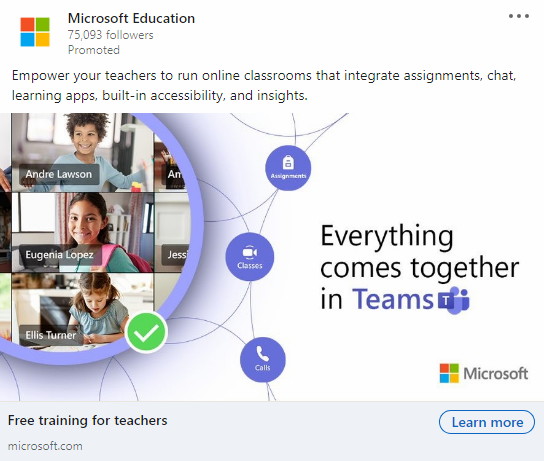 Microsoft Education
75,093 followers
Promoted
Empower your teachers to run online classrooms that integrate assignments, chat,
learning apps, built-in accessibility, and insights.
Andre Lawson
Am
Eugenia Lopez
Jess
Ellis Turner
Assignments
Classes
Calls
Everything
comes together
in Teams
T
Microsoft
Free training for teachers
Learn more
microsoft.com